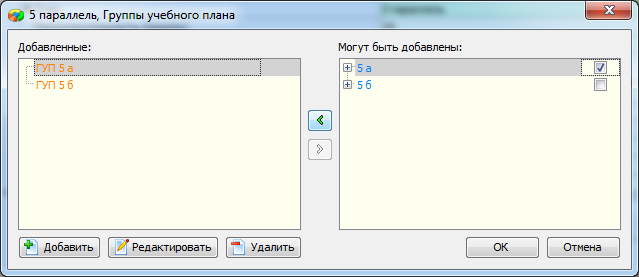 5 параллель, Группы учебного плана
Добавленные:
ГУП 5 а
ГУП 5 б
Могут быть добавлены:
5 а
5 б
Добавить
Редактировать
Удалить
ОК
Отмена